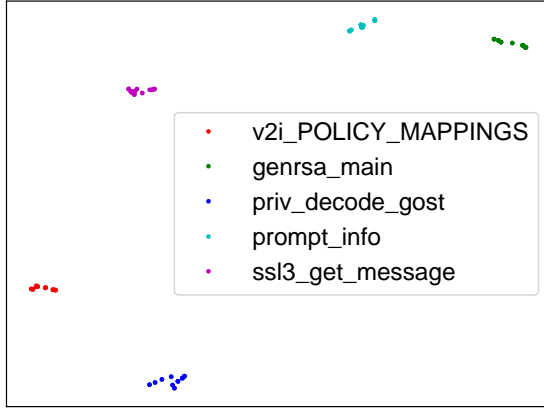 v2i_POLICY_MAPPINGS
genrsa_main
priv_decode_gost
prompt_info
ssl3_get_message